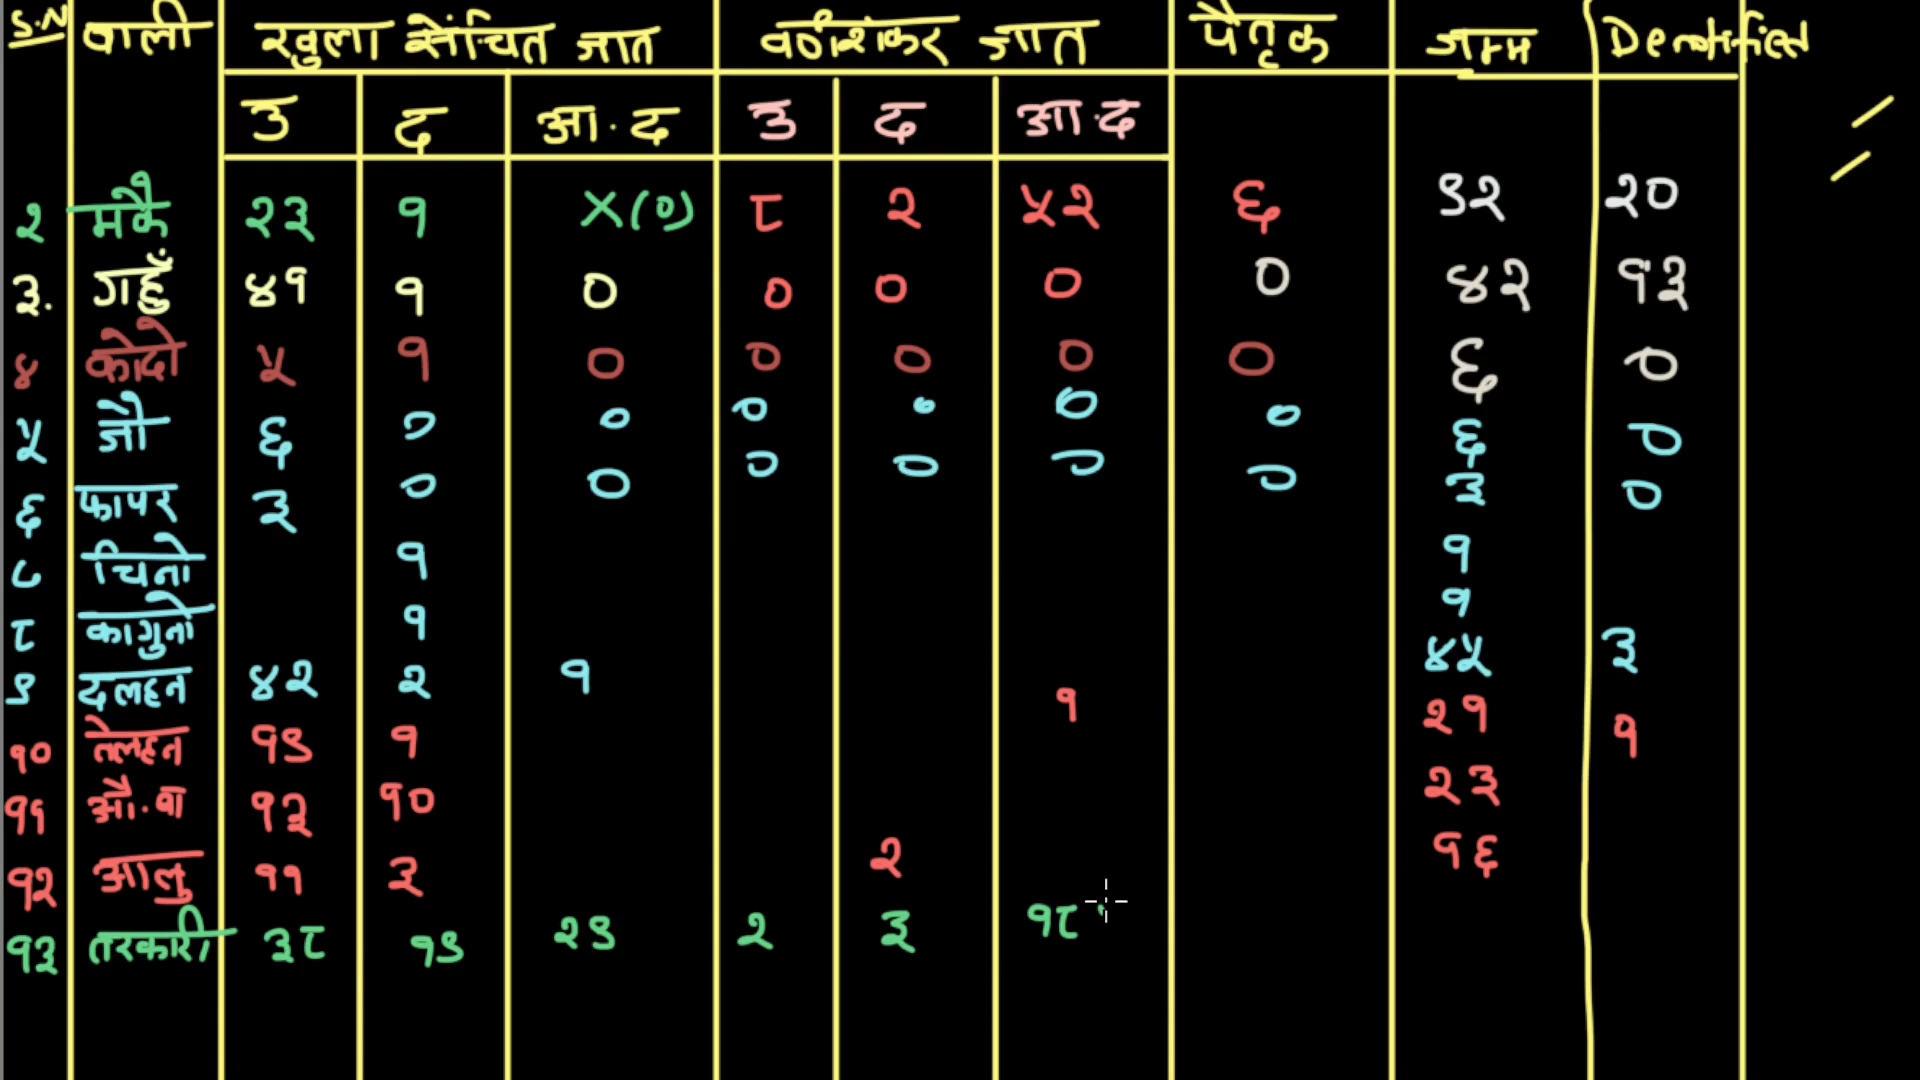 S.N बाली खुला सेंचित जात वर्णशंकर जात पैतृक जम्मा Denotified
उ द आ.द उ द आ.द
२ मकै २३ १ X(०) ८ २ ५२ ६ ९२ २०
३. गहुँ ४१ १ ० ० ० ० ० ४२ १३
४ कोदो ५ १ ० ० ० ० ० ६ ०
५ जौ ६ ० ० ० ० ० ० ६ ०
६ फापर ३ ० ० ० ० ० ० ३ ०
७ चिनो १ १
८ कागुनो १ १
९ दलहन ४२ २ १ ४५ ३
१० तेलहन १९ १ १ २१ १
११ औ.बा १३ १० २३
१२ आलु ११ ३ २ १६
१३ तरकारी ३८ १९ २९ २ ३ १८